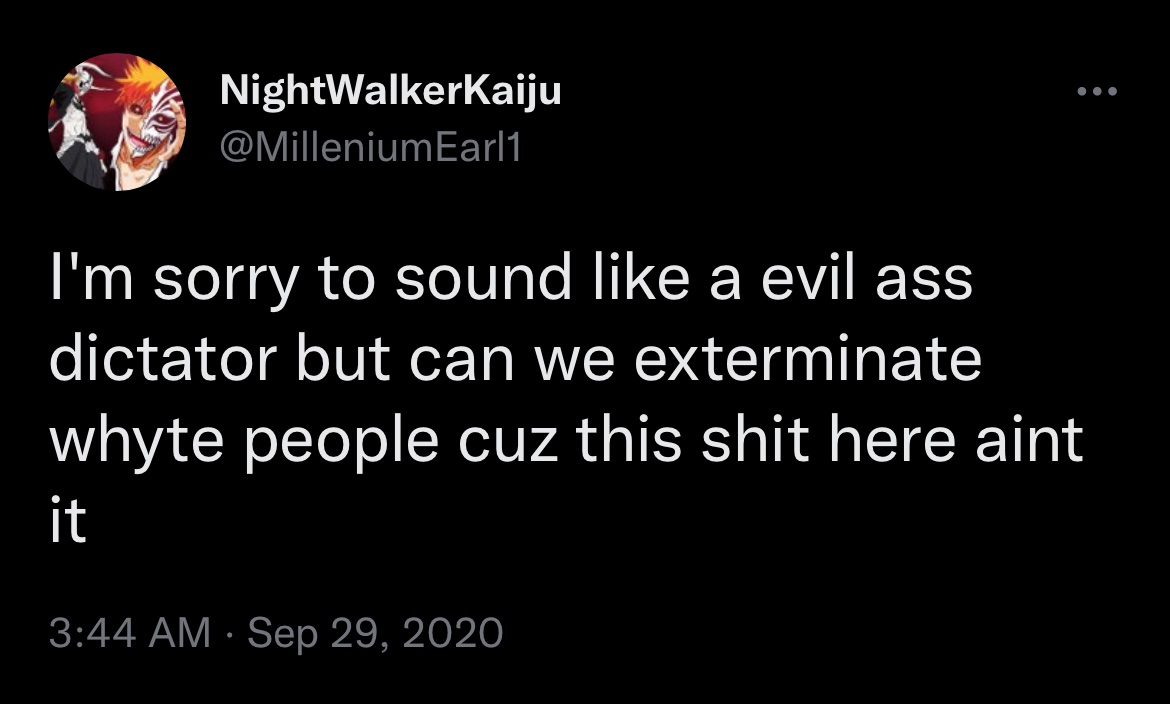 NightWalkerKaiju
@MilleniumEarl1
I'm sorry to sound like a evil ass
dictator but can we exterminate
whyte people cuz this shit here aint
it
3:44 AM · Sep 29, 2020